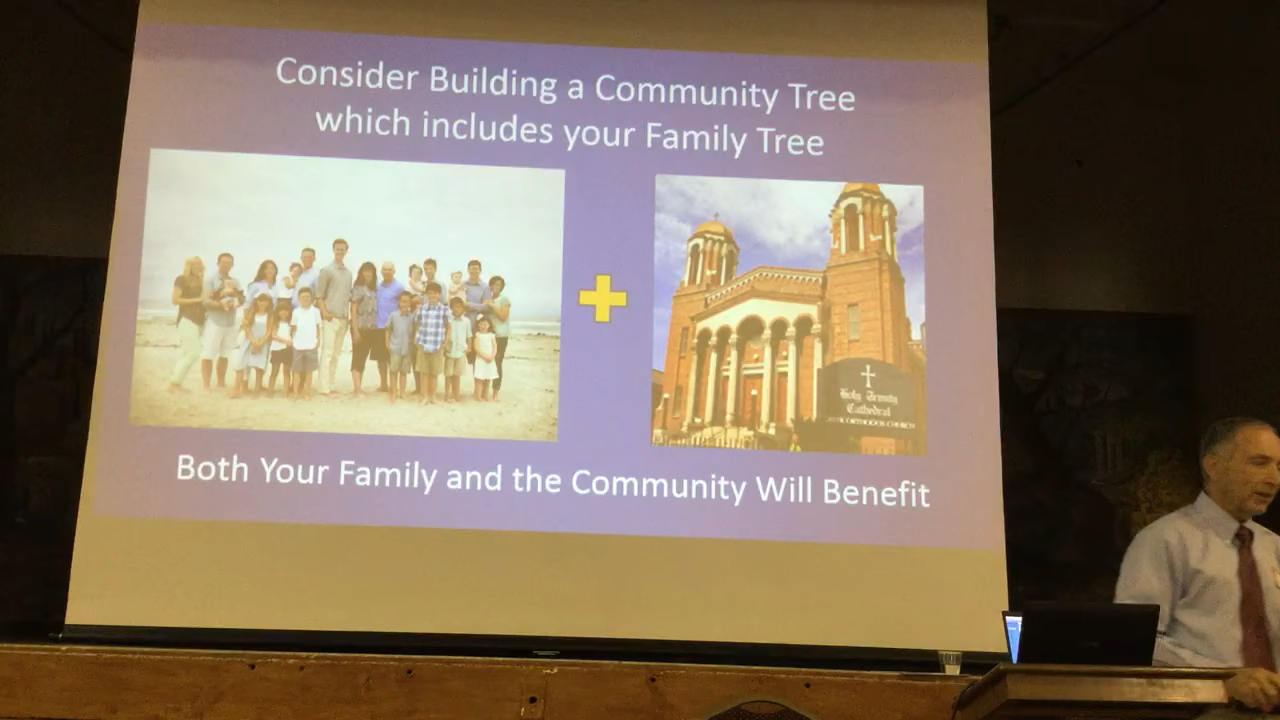 Consider Building a Community Tree
which includes your Family Tree
Holy Trinity
Cathedral
ORTHODOX CHURCH
Both Your Family and the Community Will Benefit